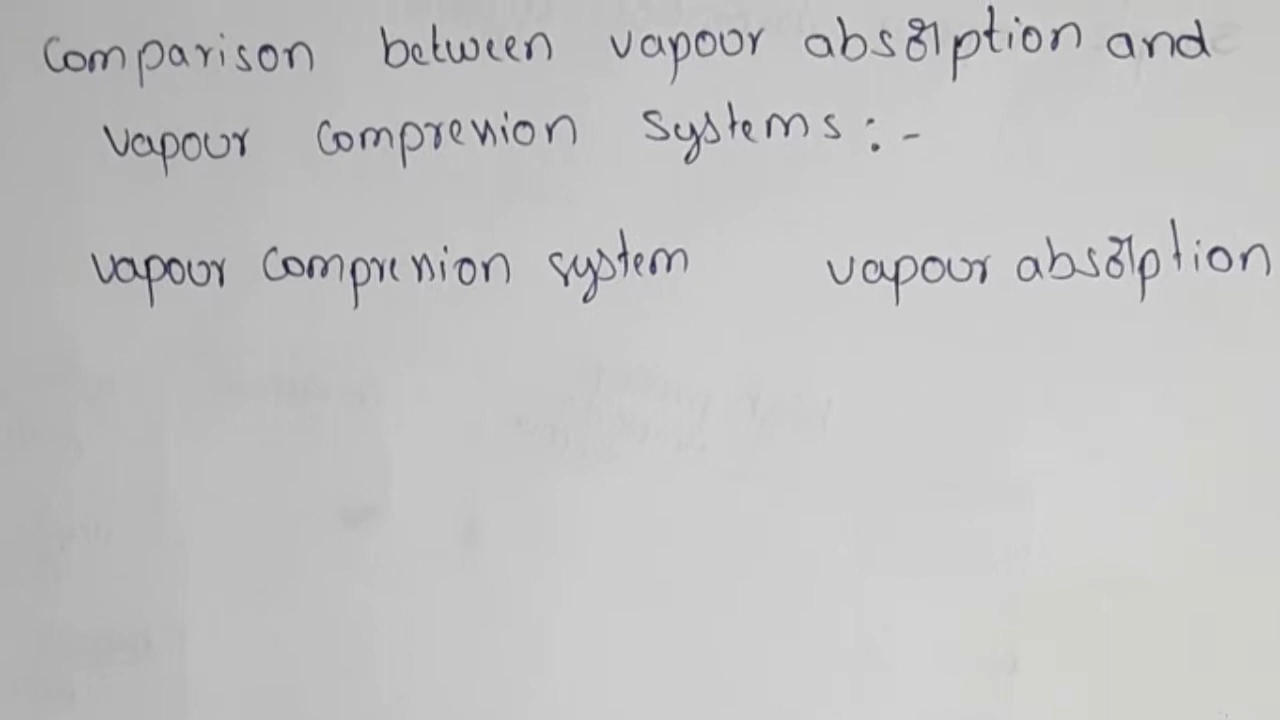 Comparison between vapour absorption and
vapour compression systems :-
vapour compression system vapour absorption